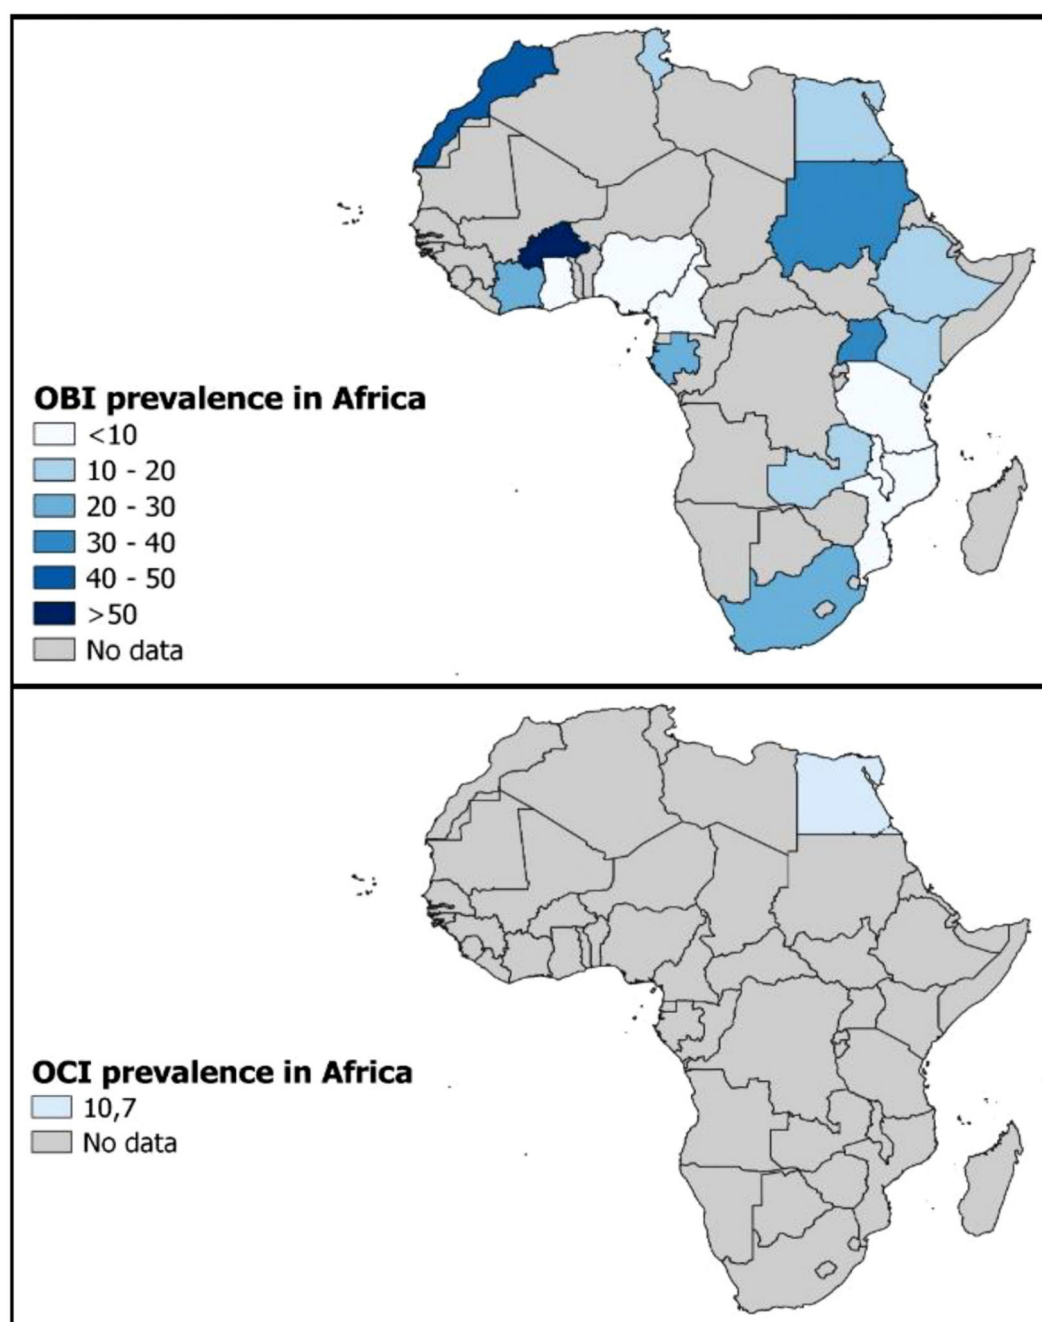 OBI prevalence in Africa
<10
10 - 20
20 - 30
30 - 40
40 - 50
>50
No data
OCI prevalence in Africa
10,7
No data